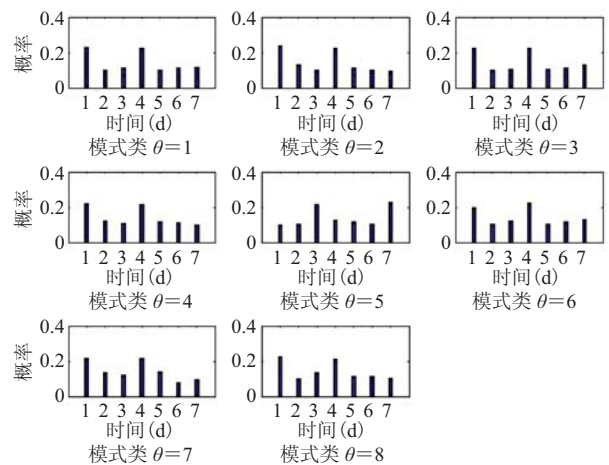 0.4 0.4 0.4
概率 0.2 0.2 0.2
0 0 0
1 2 3 4 5 6 7 1 2 3 4 5 6 7 1 2 3 4 5 6 7
时间(d) 时间(d) 时间(d)
模式类 θ=1 模式类 θ=2 模式类 θ=3
0.4 0.4 0.4
概率 0.2 0.2 0.2
0 0 0
1 2 3 4 5 6 7 1 2 3 4 5 6 7 1 2 3 4 5 6 7
时间(d) 时间(d) 时间(d)
模式类 θ=4 模式类 θ=5 模式类 θ=6
0.4 0.4
概率 0.2 0.2
0 0
1 2 3 4 5 6 7 1 2 3 4 5 6 7
时间(d) 时间(d)
模式类 θ=7 模式类 θ=8